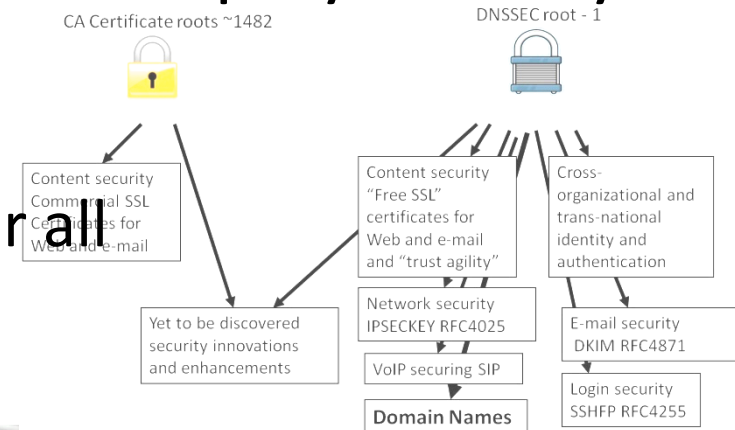 CA Certificate roots ~1482
DNSSEC root - 1
Content security
Commercial SSL
Certificates for
Web and e-mail
r all
Content security
"Free SSL"
certificates for
Web and e-mail
and "trust agility"
Cross-
organizational and
trans-national
identity and
authentication
Yet to be discovered
security innovations
and enhancements
Network security
IPSECKEY RFC4025
E-mail security
DKIM RFC4871
VoIP securing SIP
Login security
SSHFP RFC4255
Domain Names